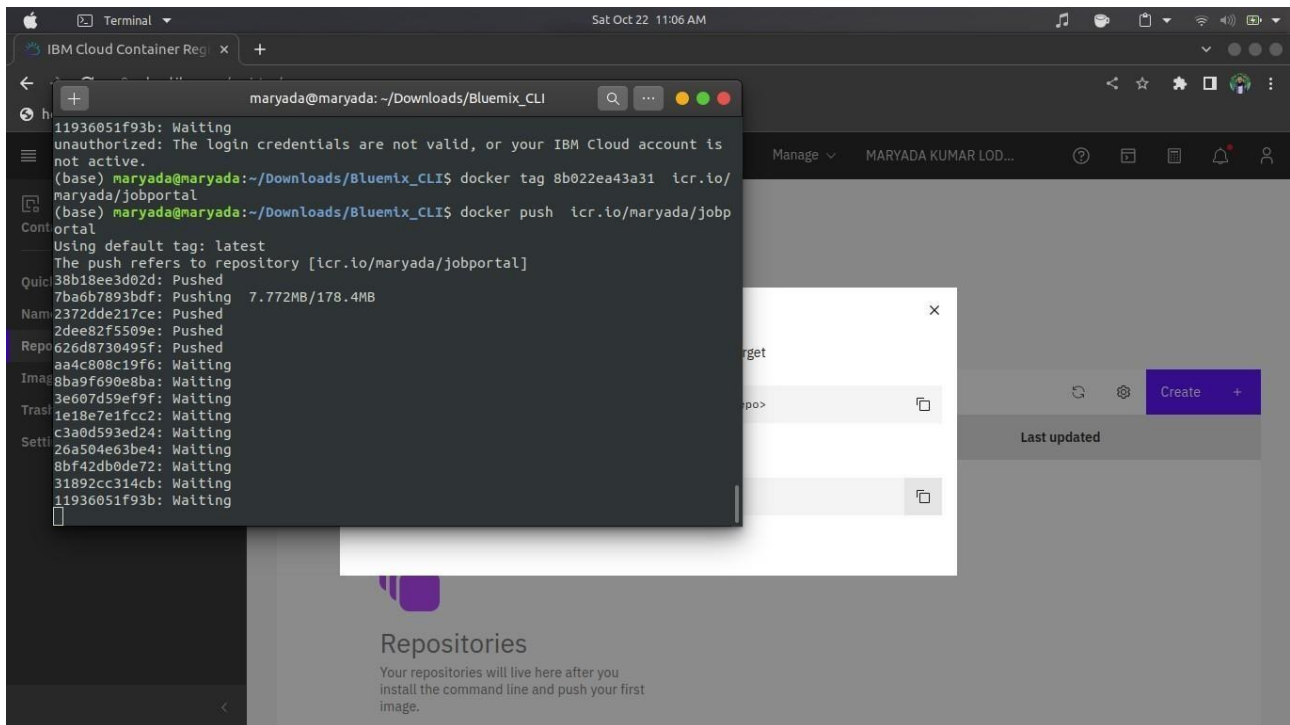 Terminal
Sat Oct 22 11:06 AM
IBM Cloud Container Reg
maryada@maryada: ~/Downloads/Bluemix_CLI
11936051f93b: Waiting
unauthorized: The login credentials are not valid, or your IBM Cloud account is
not active.
(base) maryada@maryada:~/Downloads/Bluemix_CLI$ docker tag 8b022ea43a31  icr.io/
maryada/jobportal
(base) maryada@maryada:~/Downloads/Bluemix_CLI$ docker push  icr.io/maryada/jobp
ortal
Using default tag: latest
The push refers to repository [icr.io/maryada/jobportal]
38b18ee3d02d: Pushed
7ba6b7893bdf: Pushing  7.772MB/178.4MB
2372dde217ce: Pushed
2dee82f5509e: Pushed
626d8730495f: Pushed
aa4c808c19f6: Waiting
8ba9f690e8ba: Waiting
3e607d59ef9f: Waiting
1e18e7e1fcc2: Waiting
c3a0d593ed24: Waiting
26a504e63be4: Waiting
8bf42db0de72: Waiting
31892cc314cb: Waiting
11936051f93b: Waiting
Manage
MARYADA KUMAR LOD...
Cont
Quic
Nam
Repo
Imag
Tras
Setti
rget
epo>
Create +
Last updated
Repositories
Your repositories will live here after you
install the command line and push your first
image.